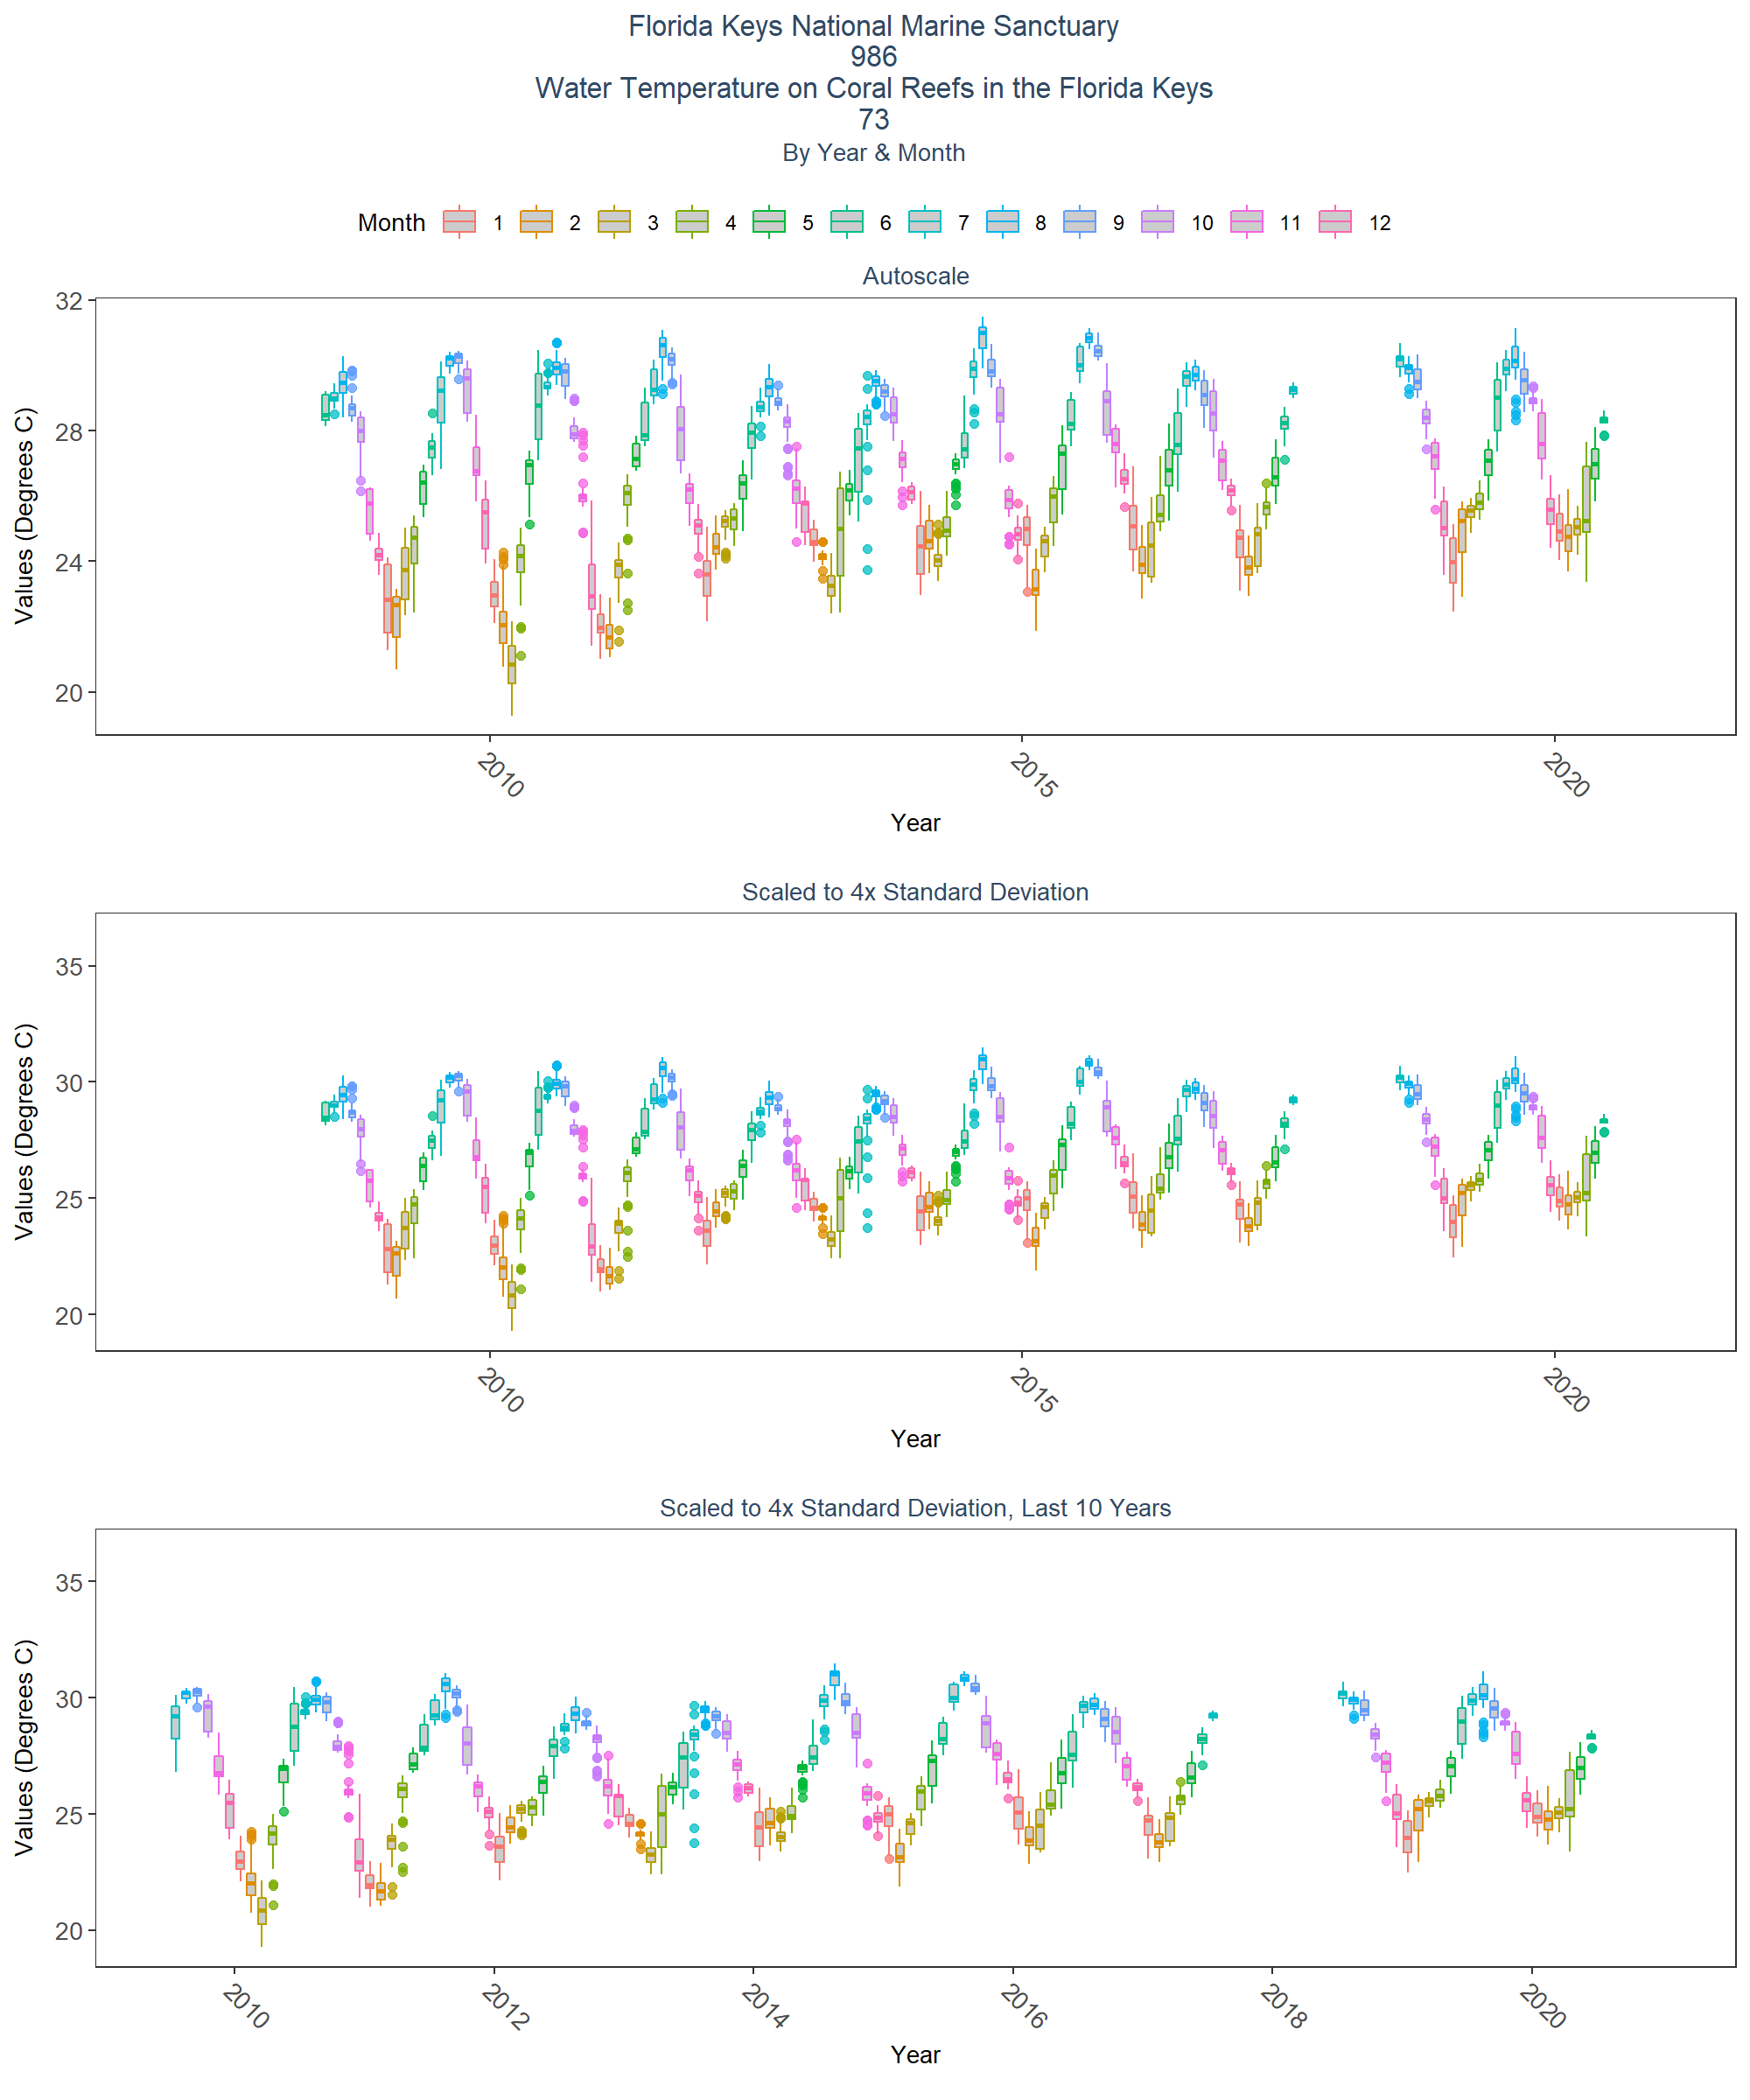 Florida Keys National Marine Sanctuary
986
Water Temperature on Coral Reefs in the Florida Keys
73
By Year & Month
Month 1 2 3 4 5 6 7 8 9 10 11 12
Autoscale
32
28
24
20
Values (Degrees C)
2010 2015 2020
Year
Scaled to 4x Standard Deviation
35
30
25
20
Values (Degrees C)
2010 2015 2020
Year
Scaled to 4x Standard Deviation, Last 10 Years
35
30
25
20
Values (Degrees C)
2010 2012 2014 2016 2018 2020
Year